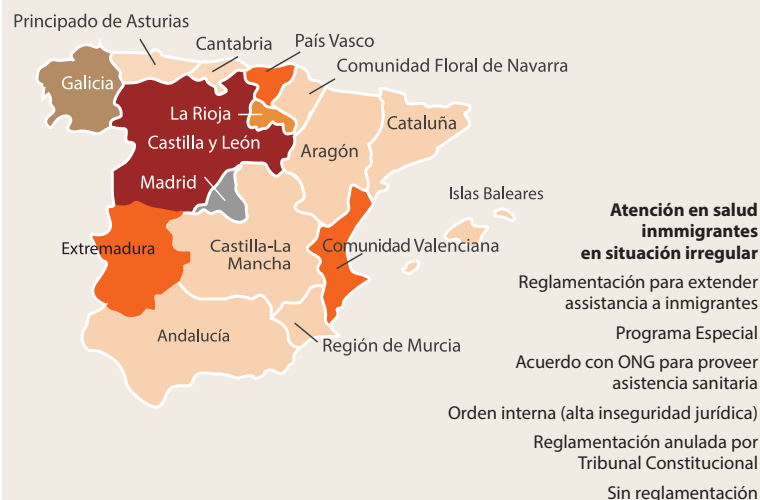 Principado de Asturias
Cantabria
País Vasco
Comunidad Floral de Navarra
Galicia
La Rioja
Castilla y León
Cataluña
Aragón
Madrid
Islas Baleares
Extremadura
Castilla-La
Mancha
Comunidad Valenciana
Andalucía
Región de Murcia
Atención en salud
inmmigrantes
en situación irregular
Reglamentación para extender
assistancia a inmigrantes
Programa Especial
Acuerdo con ONG para proveer
asistencia sanitaria
Orden interna (alta inseguridad jurídica)
Reglamentación anulada por
Tribunal Constitucional
Sin reglamentación